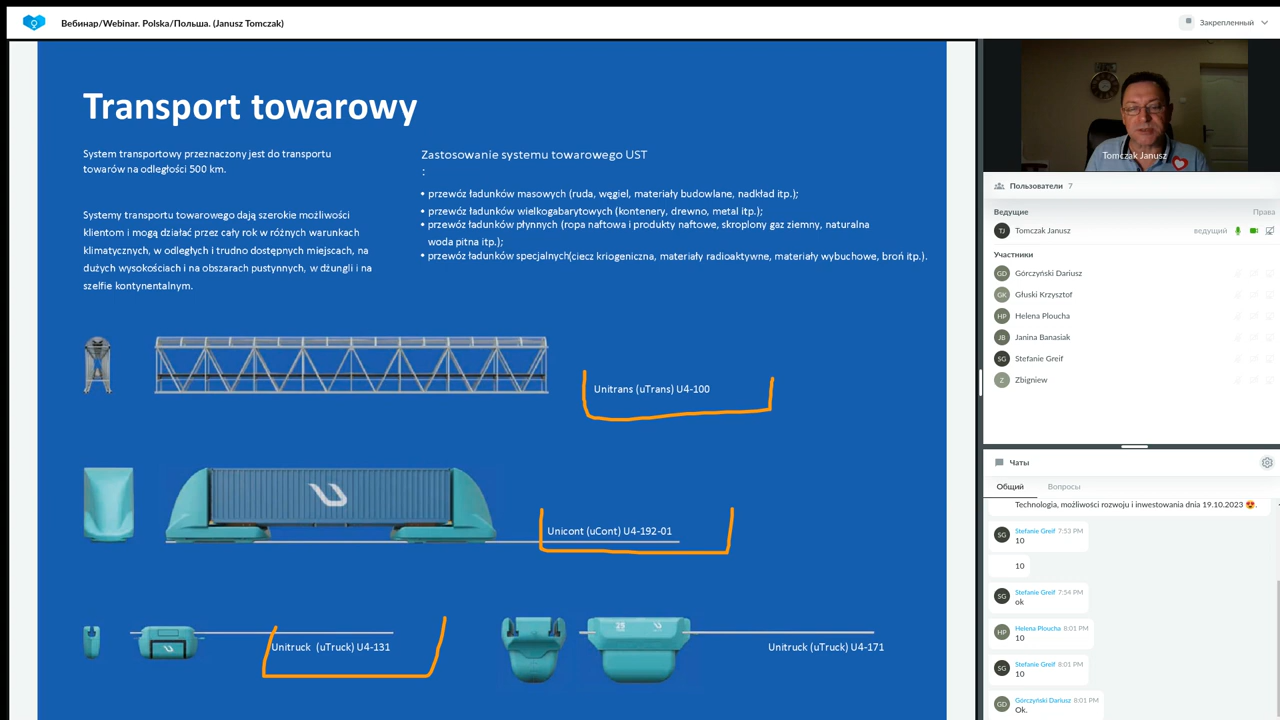 Вебинар/Webinar. Polska/Польша. (Janusz Tomczak)
Закрепленный
Transport towarowy
System transportowy przeznaczony jest do transportu
towarów na odległości 500 km.
Systemy transportu towarowego dają szerokie możliwości
klientom i mogą działać przez cały rok w różnych warunkach
klimatycznych, w odległych i trudno dostępnych miejscach, na
dużych wysokościach i na obszarach pustynnych, w dżungli i na
szelfie kontynentalnym.
Zastosowanie systemu towarowego UST
:
• przewóz ładunków masowych (ruda, węgiel, materiały budowlane, nadkład itp.);
• przewóz ładunków wielkogabarytowych (kontenery, drewno, metal itp.);
• przewóz ładunków płynnych (ropa naftowa i produkty naftowe, skroplony gaz ziemny, naturalna
woda pitna itp.);
• przewóz ładunków specjalnych(ciecz kriogeniczna, materiały radioaktywne, materiały wybuchowe, broń itp.).
Unitrans (uTrans) U4-100
Unicont (uCont) U4-192-01
Unitruck (uTruck) U4-131
Unitruck (uTruck) U4-171
Tomczak Janusz
Пользователи 7
Ведущие Права
TJ Tomczak Janusz ведущий
Участники
GD Górczyński Dariusz
GK Głuski Krzysztof
HP Helena Ploucha
JB Janina Banasiak
SG Stefanie Greif
Z Zbigniew
Чаты
Общий Вопросы
Technologia, możliwości rozwoju i inwestowania dnia 19.10.2023 😍.
SG Stefanie Greif 7:53 PM
10
10
SG Stefanie Greif 7:54 PM
ok
HP Helena Ploucha 8:01 PM
10
SG Stefanie Greif 8:01 PM
10
GD Górczyński Dariusz 8:01 PM
Ok.